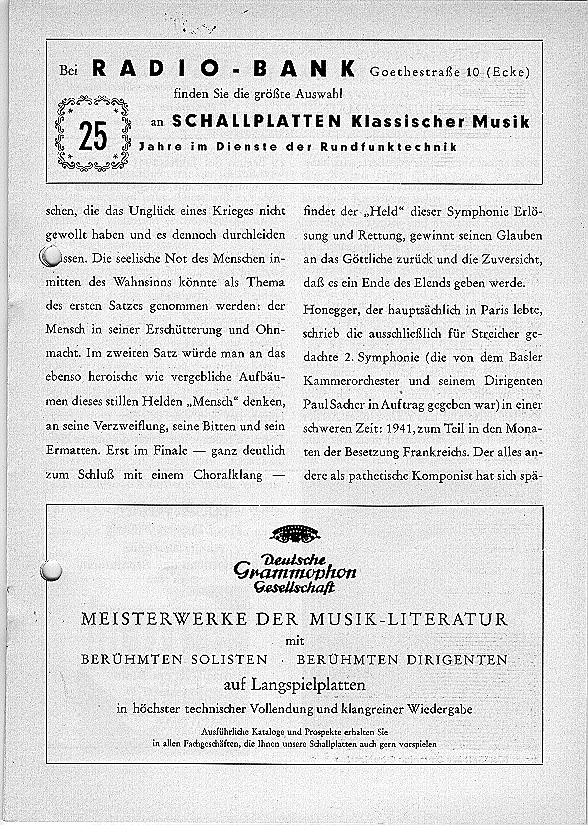 Bei RADIO-BANK Goethestraße 10 (Ecke)
finden Sie die größte Auswahl
an SCHALLPLATTEN Klassischer Musik
25
Jahre im Dienste der Rundfunktechnik
schen, die das Unglück eines Krieges nicht
gewollt haben und es dennoch durchleiden
ssen. Die seelische Not des Menschen in-
mitten des Wahnsinns könnte als Thema
des ersten Satzes genommen werden: der
Mensch in seiner Erschütterung und Ohn-
macht. Im zweiten Satz würde man an das
ebenso heroische wie vergebliche Aufbäu-
men dieses stillen Helden „Mensch“ denken,
an seine Verzweiflung, seine Bitten und sein
Ermatten. Erst im Finale — ganz deutlich
zum Schluß mit einem Choralklang —
findet der „Held“ dieser Symphonie Erlö-
sung und Rettung, gewinnt seinen Glauben
an das Göttliche zurück und die Zuversicht,
daß es ein Ende des Elends geben werde.
Honegger, der hauptsächlich in Paris lebte,
schrieb die ausschließlich für Streicher ge-
dachte 2. Symphonie (die von dem Basler
Kammerorchester und seinem Dirigenten
Paul Sacher in Auftrag gegeben war) in einer
schweren Zeit: 1941, zum Teil in den Mona-
ten der Besetzung Frankreichs. Der alles an-
dere als pathetische Komponist hat sich spä-
Deutsche
Grammophon
Gesellschaft
MEISTERWERKE DER MUSIK-LITERATUR
mit
BERÜHMTEN SOLISTEN · BERÜHMTEN DIRIGENTEN
auf Langspielplatten
in höchster technischer Vollendung und klangreiner Wiedergabe
Ausführliche Kataloge und Prospekte erhalten Sie
in allen Fachgeschäften, die Ihnen unsere Schallplatten auch gern vorspielen